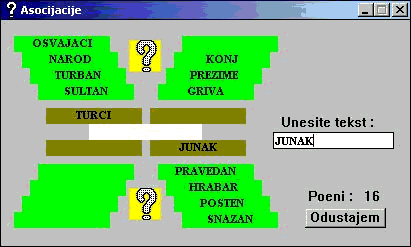 Asocijacije
OSVAJACI
NAROD
TURBAN
SULTAN
KONJ
PREZIME
GRIVA
TURCI
JUNAK
PRAVEDAN
HRABAR
POSTEN
SNAZAN
Unesite tekst :
JUNAK
Poeni : 16
Odustajem